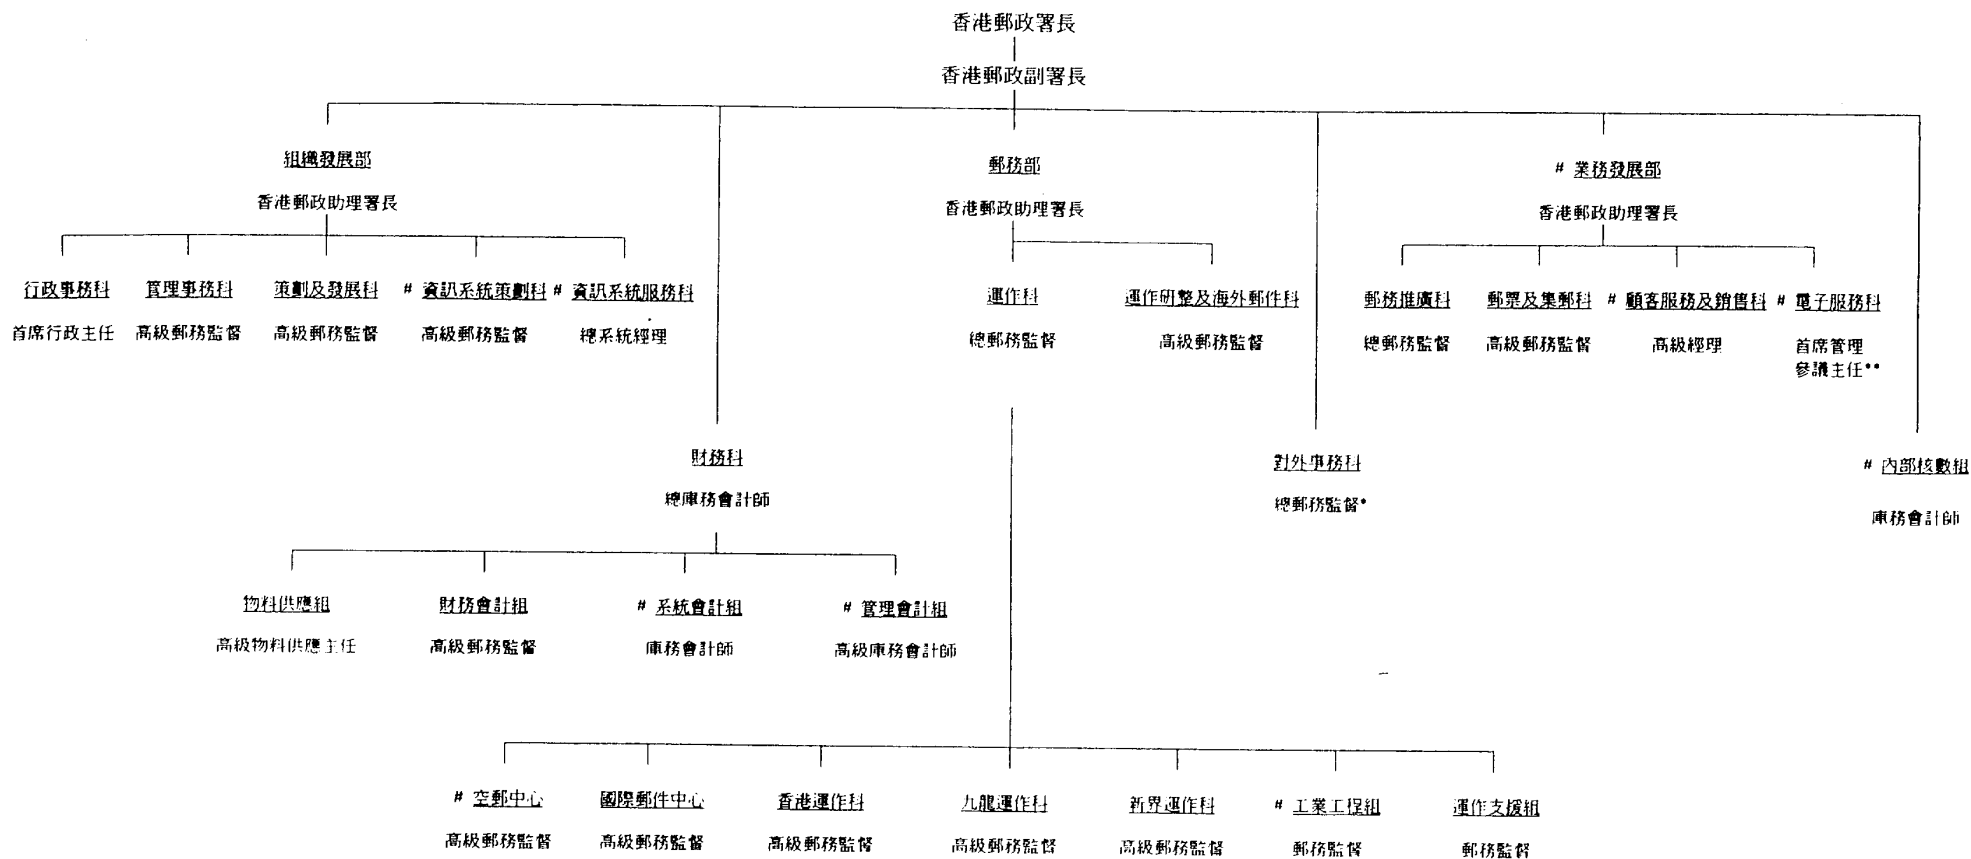 香港郵政署長
香港郵政副署長
組織發展部
香港郵政助理署長
郵務部
香港郵政助理署長
# 業務發展部
香港郵政助理署長
行政事務科
首席行政主任
管理事務科
高級郵務監督
策劃及發展科
高級郵務監督
# 資訊系統策劃科
高級郵務監督
# 資訊系統服務科
總系統經理
運作科
總郵務監督
運作研整及海外郵件科
高級郵務監督
郵務推廣科
總郵務監督
郵票及集郵科
高級郵務監督
# 顧客服務及銷售科
高級經理
# 電子服務科
首席管理
參議主任**
財務科
總庫務會計師
對外事務科
總郵務監督*
# 內部核數組
庫務會計師
物料供應組
高級物料供應主任
財務會計組
高級郵務監督
# 系統會計組
庫務會計師
# 管理會計組
高級庫務會計師
# 空郵中心
高級郵務監督
國際郵件中心
高級郵務監督
香港運作科
高級郵務監督
九龍運作科
高級郵務監督
新界運作科
高級郵務監督
# 工業工程組
郵務監督
運作支援組
郵務監督